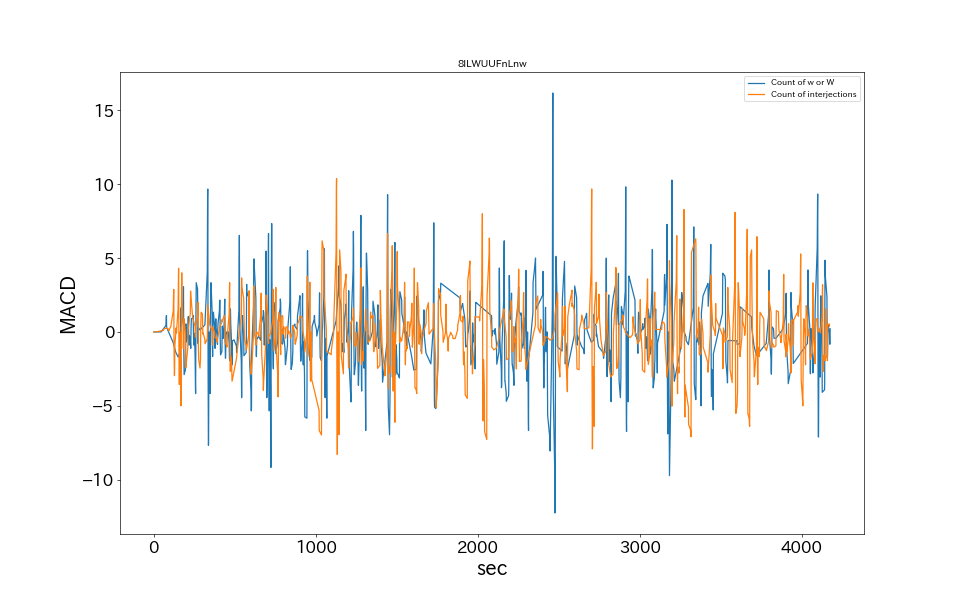 8ILWUUFnLnw
Count of w or W
Count of interjections
MACD
15
10
5
0
−5
−10
0
1000
2000
3000
4000
sec